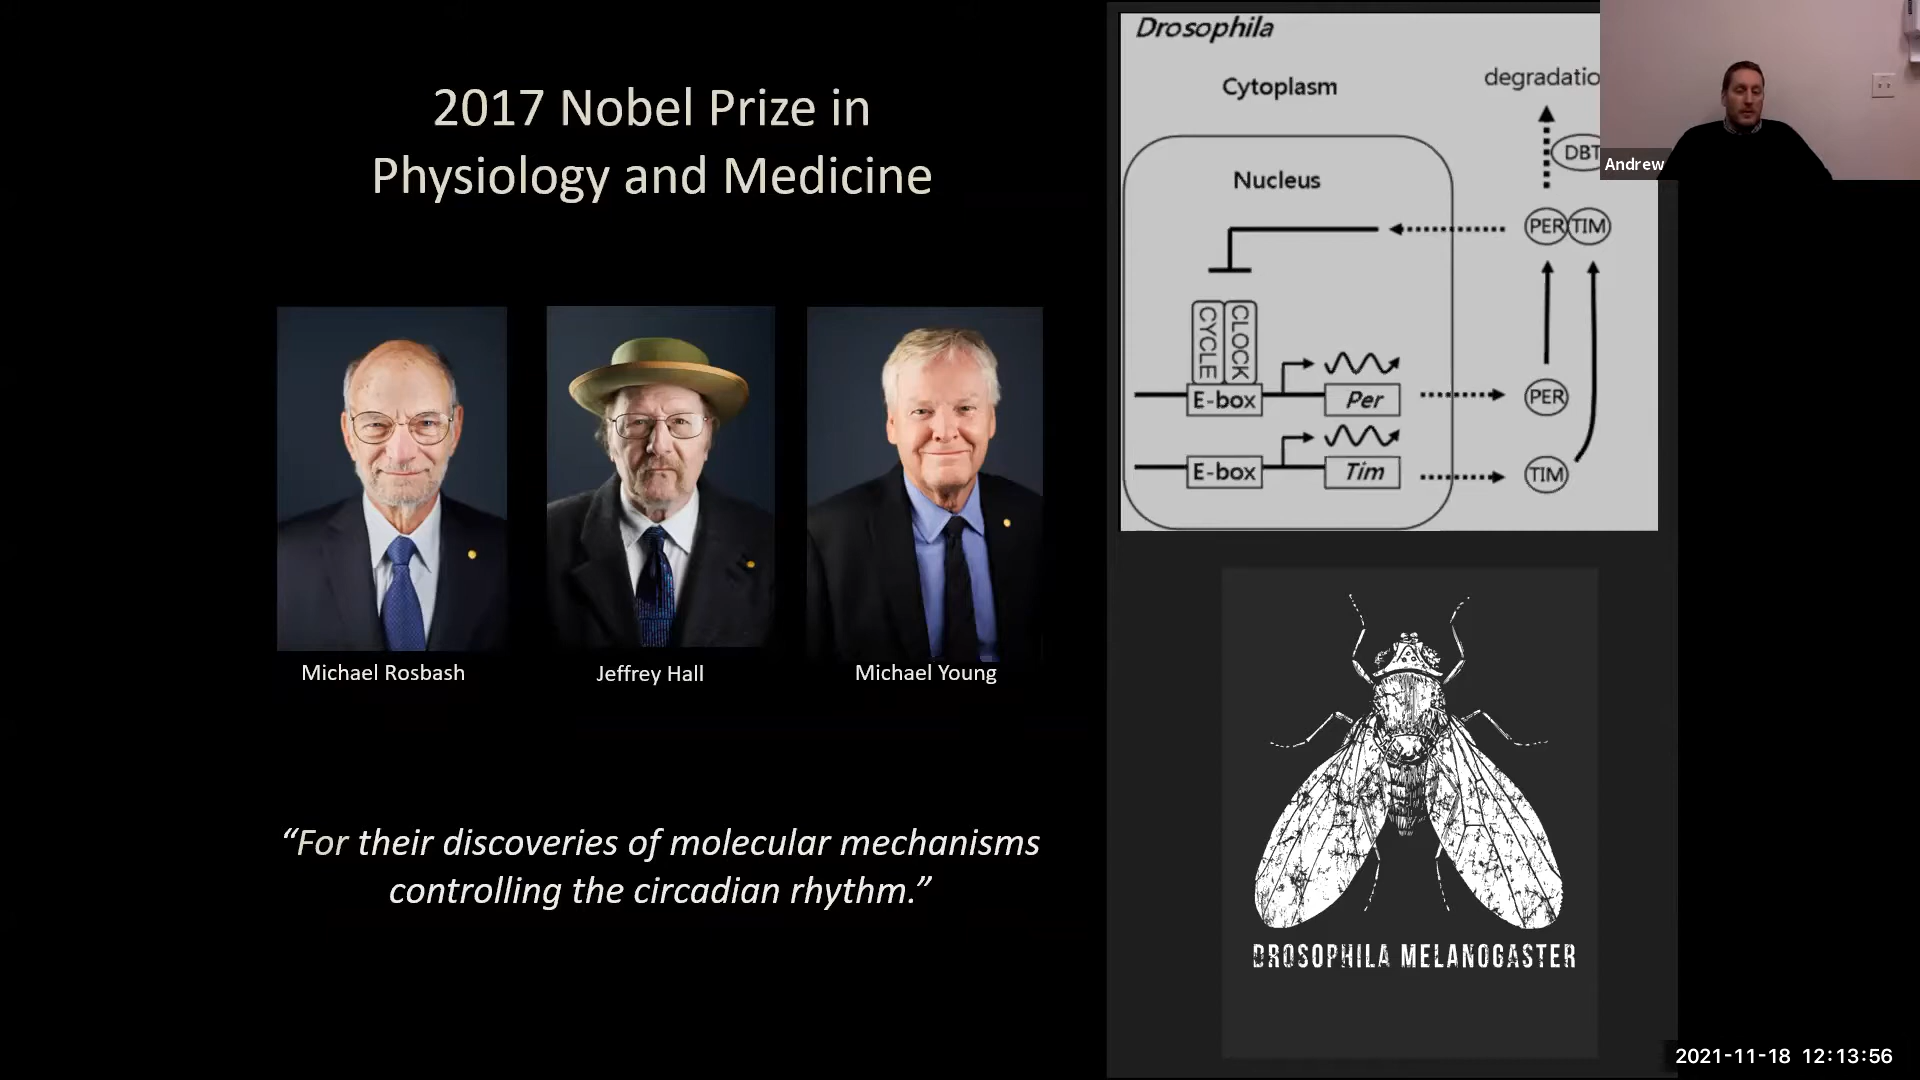 2017 Nobel Prize in
Physiology and Medicine
Michael Rosbash
Jeffrey Hall
Michael Young
“For their discoveries of molecular mechanisms
controlling the circadian rhythm.”
Drosophila
Cytoplasm
degradatio
DBT
Nucleus
PER TIM
CYCLE
CLOCK
E-box
Per
PER
E-box
Tim
TIM
DROSOPHILA MELANOGASTER
Andrew
2021-11-18 12:13:56